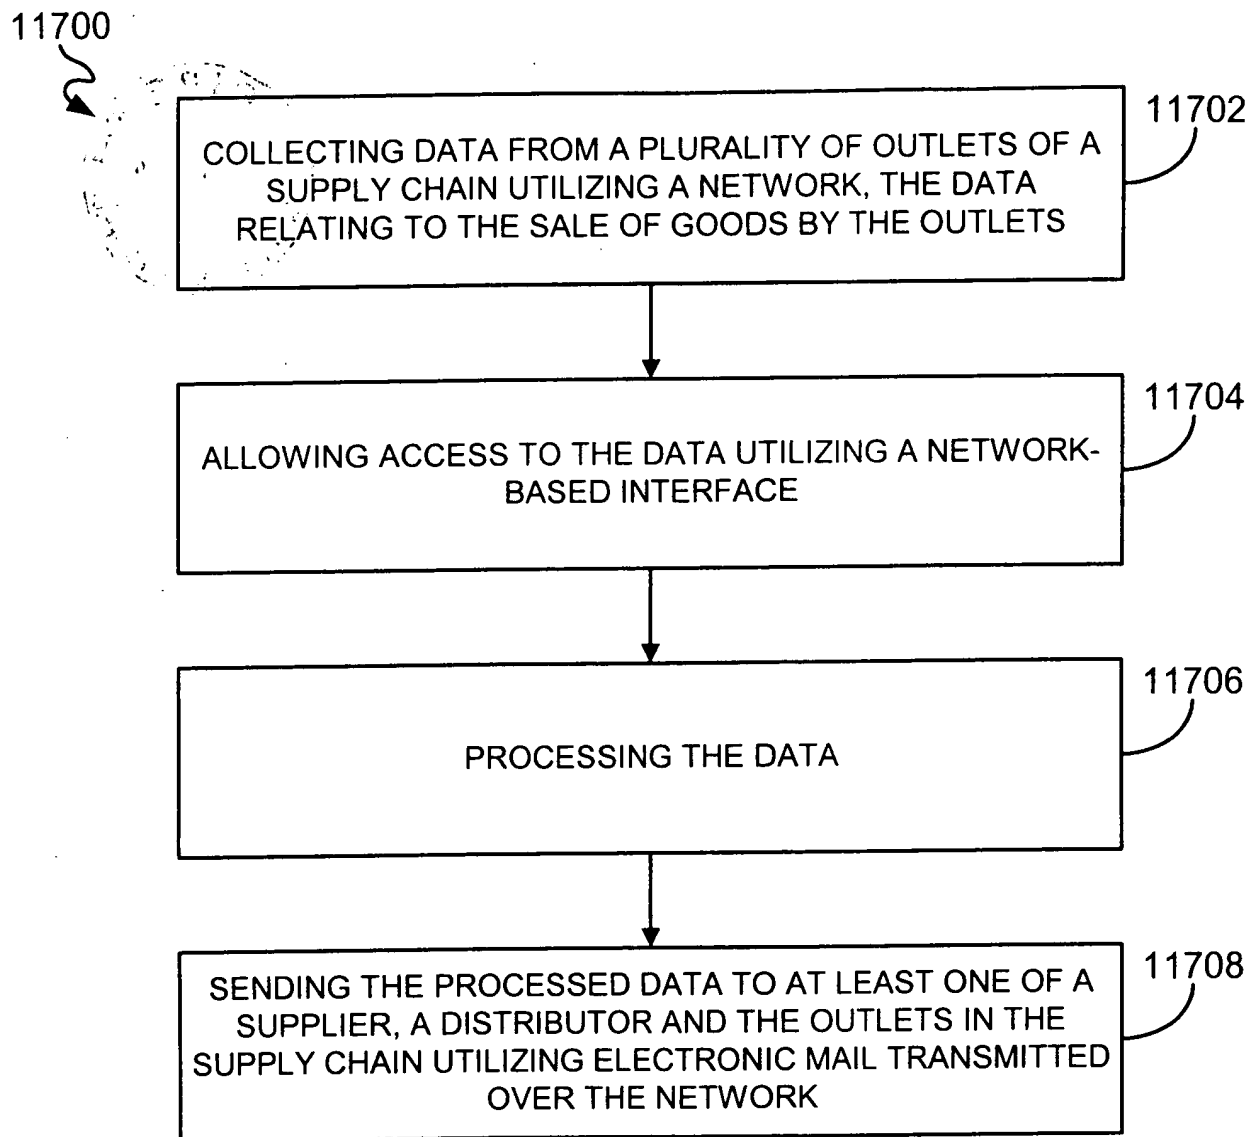 11700
11702
COLLECTING DATA FROM A PLURALITY OF OUTLETS OF A
SUPPLY CHAIN UTILIZING A NETWORK, THE DATA
RELATING TO THE SALE OF GOODS BY THE OUTLETS
11704
ALLOWING ACCESS TO THE DATA UTILIZING A NETWORK-
BASED INTERFACE
11706
PROCESSING THE DATA
11708
SENDING THE PROCESSED DATA TO AT LEAST ONE OF A
SUPPLIER, A DISTRIBUTOR AND THE OUTLETS IN THE
SUPPLY CHAIN UTILIZING ELECTRONIC MAIL TRANSMITTED
OVER THE NETWORK